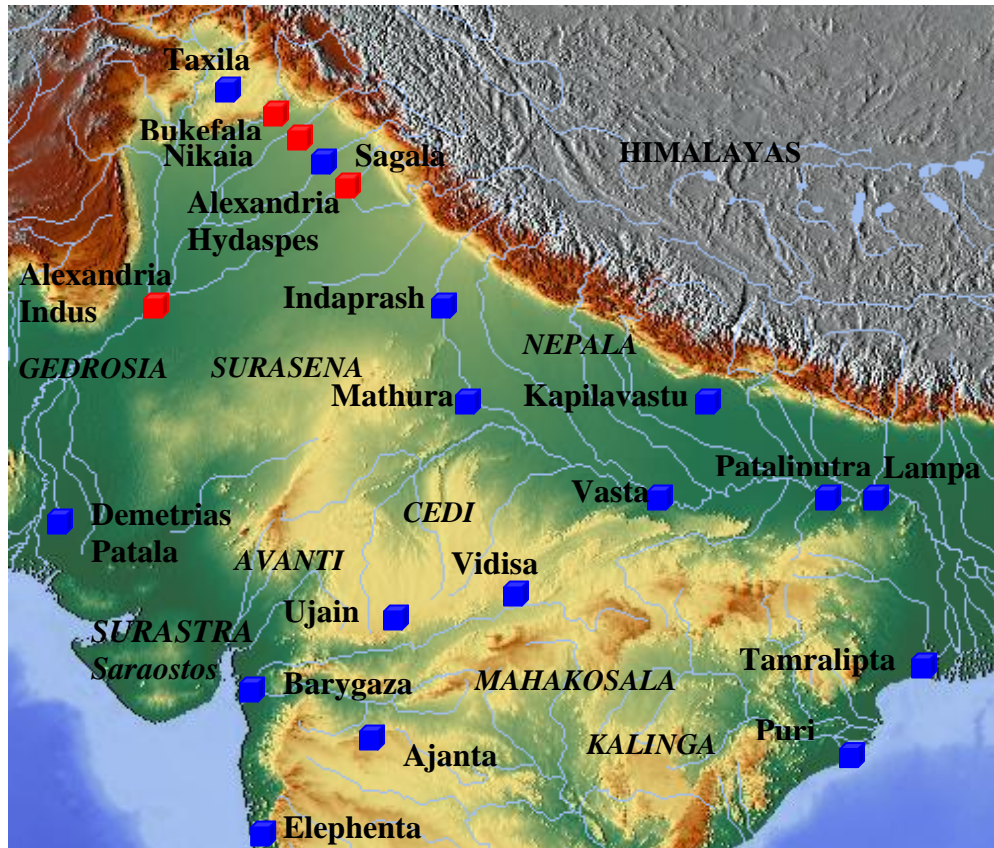 Taxila
Bukefala
Nikaia
Sagala
HIMALAYAS
Alexandria
Hydaspes
Alexandria
Indus
Indaprash
GEDROSIA
SURASENA
NEPALA
Mathura
Kapilavastu
Pataliputra
Lampa
Vasta
Demetrias
Patala
CEDI
AVANTI
Vidisa
Ujain
SURASTRA
Saraostos
Barygaza
MAHAKOSALA
Tamralipta
Ajanta
KALINGA
Puri
Elephenta